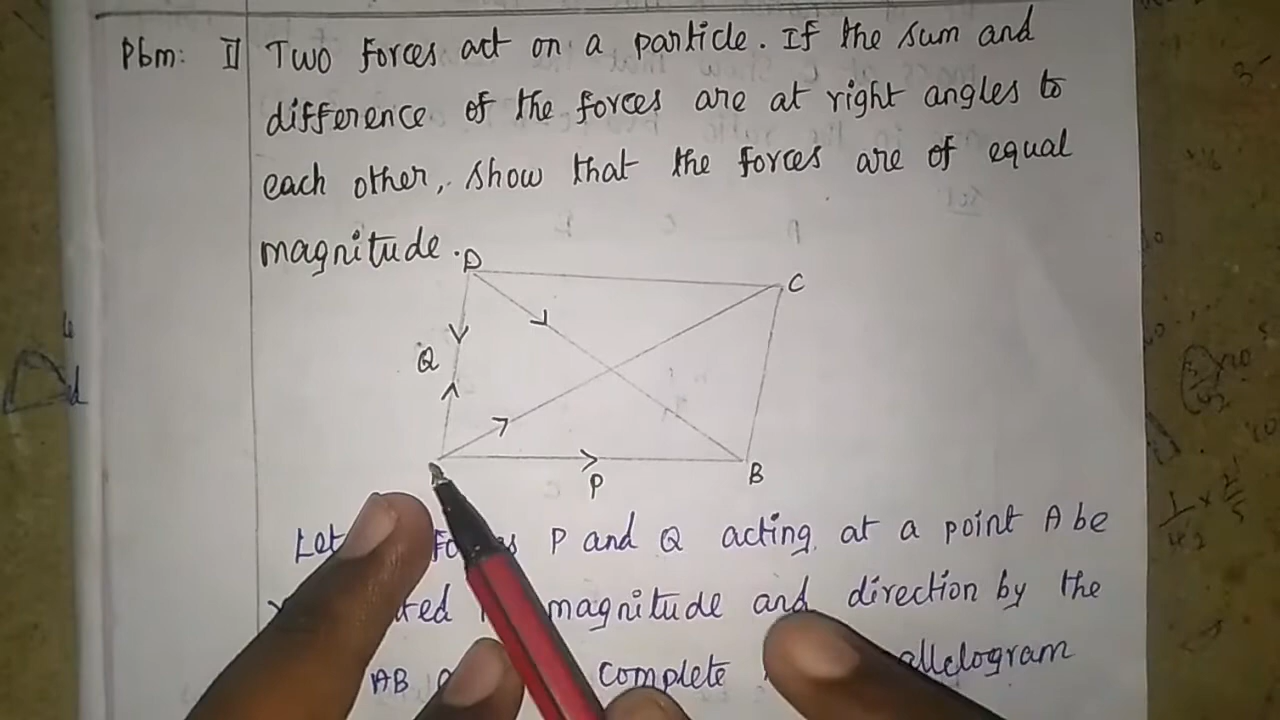 Pbm: II Two forces act on a particle. If the sum and
difference of the forces are at right angles to
each other, show that the forces are of equal
magnitude.
D
C
Q
P
B
Let P and Q acting at a point A be
magnitude and direction by the
AB complete